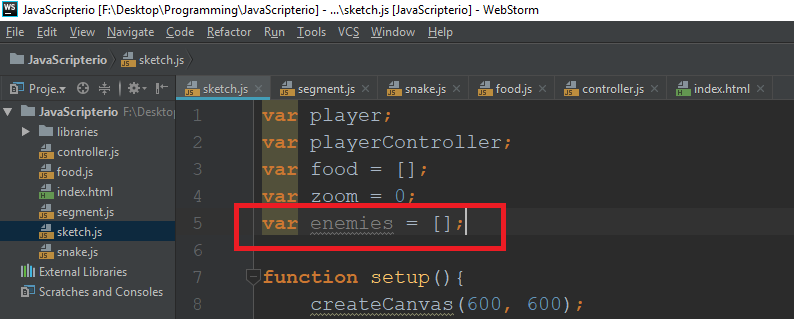 WS JavaScripterio [F:\Desktop\Programming\JavaScripterio] - ...\sketch.js [JavaScripterio] - WebStorm
File Edit View Navigate Code Refactor Run Tools VCS Window Help
JavaScripterio sketch.js
Proje... sketch.js segment.js snake.js food.js controller.js index.html
JavaScripterio F:\Deskto
libraries
controller.js
food.js
index.html
segment.js
sketch.js
snake.js
External Libraries
Scratches and Consoles
1 var player;
2 var playerController;
3 var food = [];
4 var zoom = 0;
5 var enemies = [];
6
7 function setup(){
8 createCanvas(600, 600);